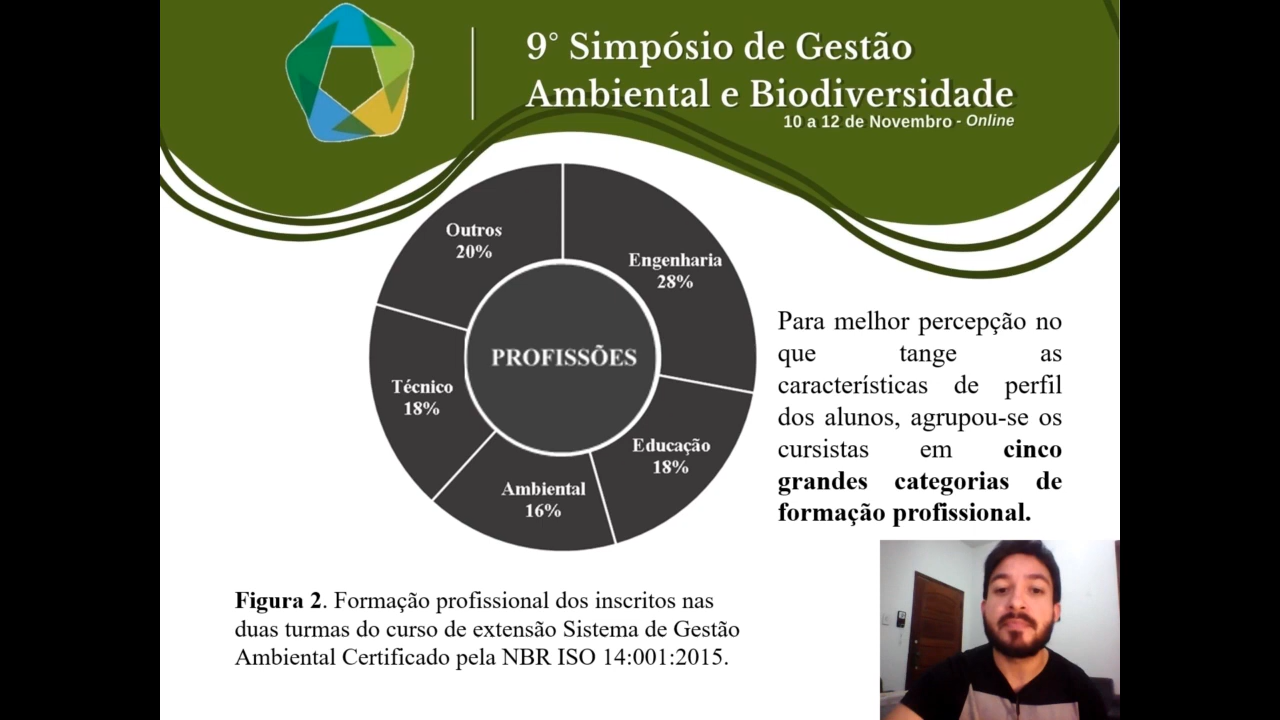 9° Simpósio de Gestão
Ambiental e Biodiversidade
10 a 12 de Novembro - Online
Outros
20%
Engenharia
28%
PROFISSÕES
Técnico
18%
Educação
18%
Ambiental
16%
Para melhor percepção no
que tange as
características de perfil
dos alunos, agrupou-se os
cursistas em cinco
grandes categorias de
formação profissional.
Figura 2. Formação profissional dos inscritos nas
duas turmas do curso de extensão Sistema de Gestão
Ambiental Certificado pela NBR ISO 14:001:2015.